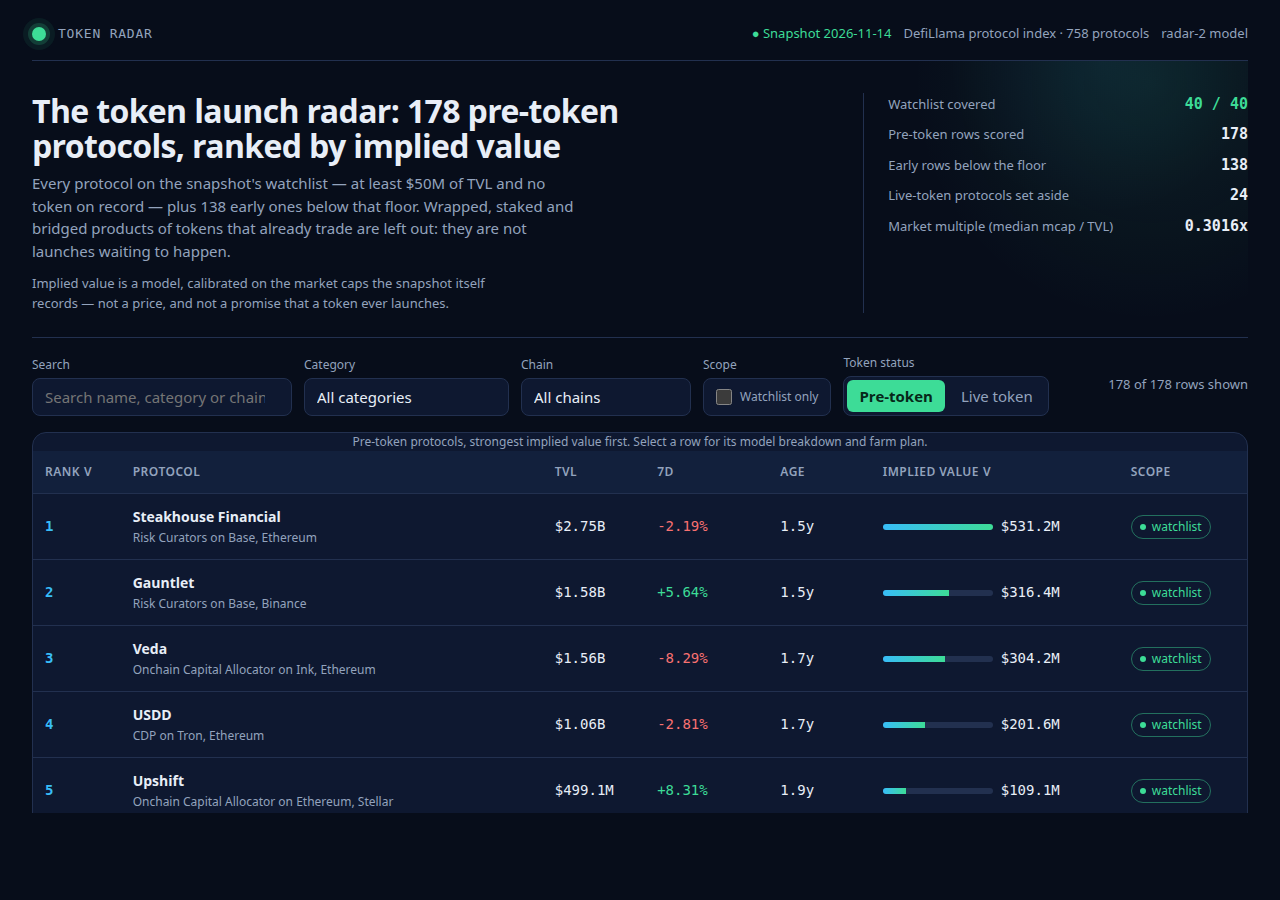 TOKEN RADAR
● Snapshot 2026-11-14 DefiLlama protocol index · 758 protocols radar-2 model
The token launch radar: 178 pre-token
protocols, ranked by implied value
Every protocol on the snapshot's watchlist — at least $50M of TVL and no
token on record — plus 138 early ones below that floor. Wrapped, staked and
bridged products of tokens that already trade are left out: they are not
launches waiting to happen.
Implied value is a model, calibrated on the market caps the snapshot itself
records — not a price, and not a promise that a token ever launches.
Watchlist covered 40 / 40
Pre-token rows scored 178
Early rows below the floor 138
Live-token protocols set aside 24
Market multiple (median mcap / TVL) 0.3016x
Search Category Chain Scope Token status
Search name, category or chain All categories All chains Watchlist only Pre-token Live token 178 of 178 rows shown
Pre-token protocols, strongest implied value first. Select a row for its model breakdown and farm plan.
RANK V PROTOCOL TVL 7D AGE IMPLIED VALUE V SCOPE
1 Steakhouse Financial $2.75B -2.19% 1.5y $531.2M watchlist
Risk Curators on Base, Ethereum
2 Gauntlet $1.58B +5.64% 1.5y $316.4M watchlist
Risk Curators on Base, Binance
3 Veda $1.56B -8.29% 1.7y $304.2M watchlist
Onchain Capital Allocator on Ink, Ethereum
4 USDD $1.06B -2.81% 1.7y $201.6M watchlist
CDP on Tron, Ethereum
5 Upshift $499.1M +8.31% 1.9y $109.1M watchlist
Onchain Capital Allocator on Ethereum, Stellar